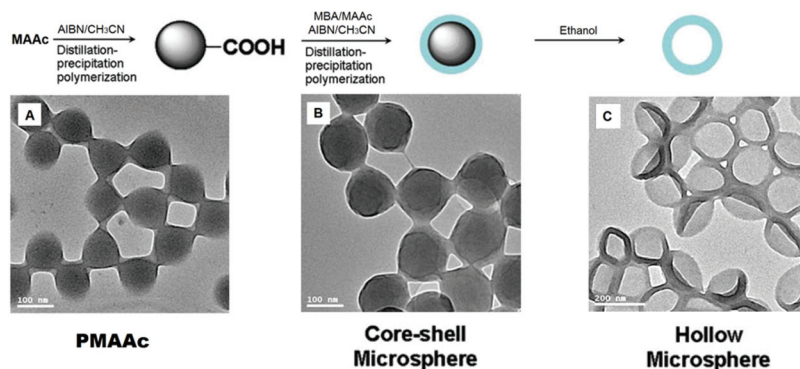 MAAc
AIBN/CH3CN
Distillation-
precipitation
polymerization
COOH
MBA/MAAc
AIBN/CH3CN
Distillation-
precipitation
polymerization
Ethanol
A
100 nm
B
100 nm
C
200 nm
PMAAc
Core-shell
Microsphere
Hollow
Microsphere